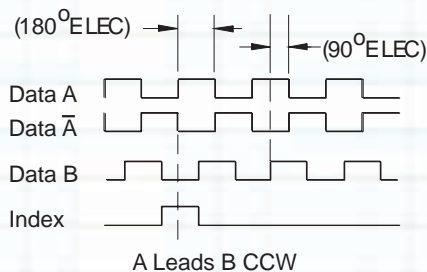 (180°ELEC)
(90°ELEC)
Data A
Data A̅
Data B
Index
A Leads B CCW